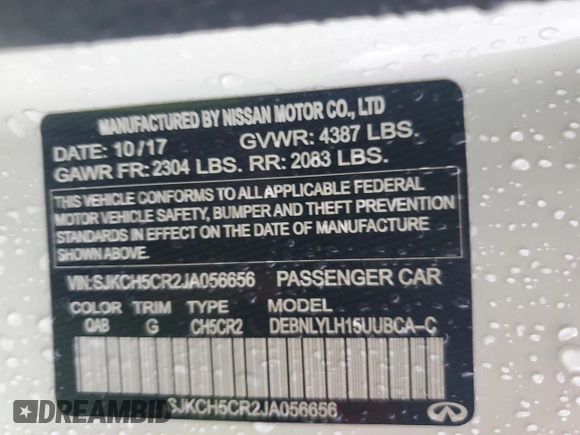 MANUFACTURED BY NISSAN MOTOR CO., LTD
DATE: 10/17 GVWR: 4387 LBS.
GAWR FR: 2304 LBS. RR: 2083 LBS.
THIS VEHICLE CONFORMS TO ALL APPLICABLE FEDERAL
MOTOR VEHICLE SAFETY, BUMPER AND THEFT PREVENTION
STANDARDS IN EFFECT ON THE DATE OF MANUFACTURE
SHOWN ABOVE.
VIN:SJKCH5CR2JA056656 PASSENGER CAR
COLOR TRIM TYPE MODEL
QAB G CH5CR2 DEBNLYLH15UUBCA-C
SJKCH5CR2JA056656
AUTOBIDMASTER